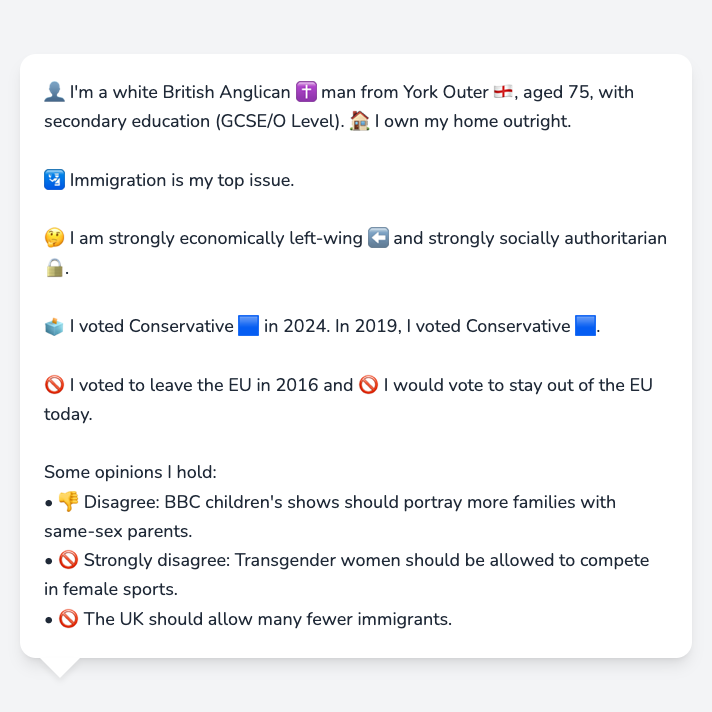 👤 I'm a white British Anglican ✝️ man from York Outer 🏴󠁧󠁢󠁥󠁮󠁧󠁿, aged 75, with
secondary education (GCSE/O Level). 🏠 I own my home outright.
🛂 Immigration is my top issue.
🤔 I am strongly economically left-wing ⬅️ and strongly socially authoritarian
🔒.
🗳️ I voted Conservative 🟦 in 2024. In 2019, I voted Conservative 🟦.
🚫 I voted to leave the EU in 2016 and 🚫 I would vote to stay out of the EU
today.
Some opinions I hold:
• 👎 Disagree: BBC children's shows should portray more families with
same-sex parents.
• 🚫 Strongly disagree: Transgender women should be allowed to compete
in female sports.
• 🚫 The UK should allow many fewer immigrants.